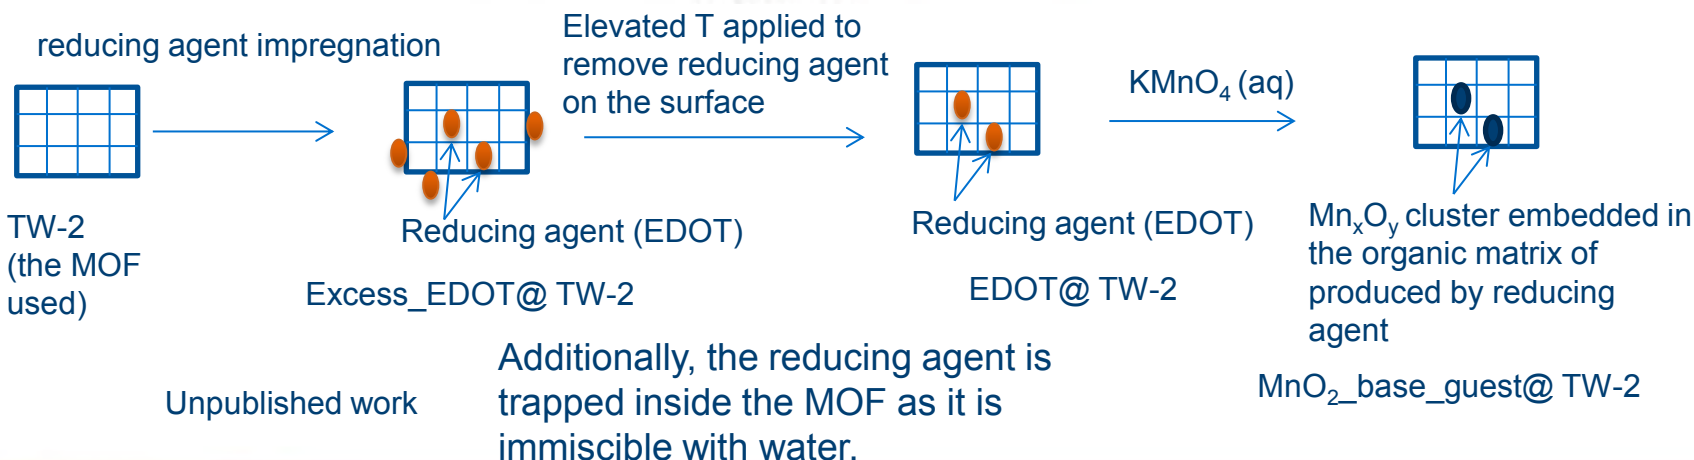 reducing agent impregnation
Elevated T applied to
remove reducing agent
on the surface
KMnO4 (aq)
TW-2
(the MOF
used)
Reducing agent (EDOT)
Excess_EDOT@ TW-2
Reducing agent (EDOT)
EDOT@ TW-2
MnxOy cluster embedded in
the organic matrix of
produced by reducing
agent
MnO2_base_guest@ TW-2
Unpublished work
Additionally, the reducing agent is
trapped inside the MOF as it is
immiscible with water.